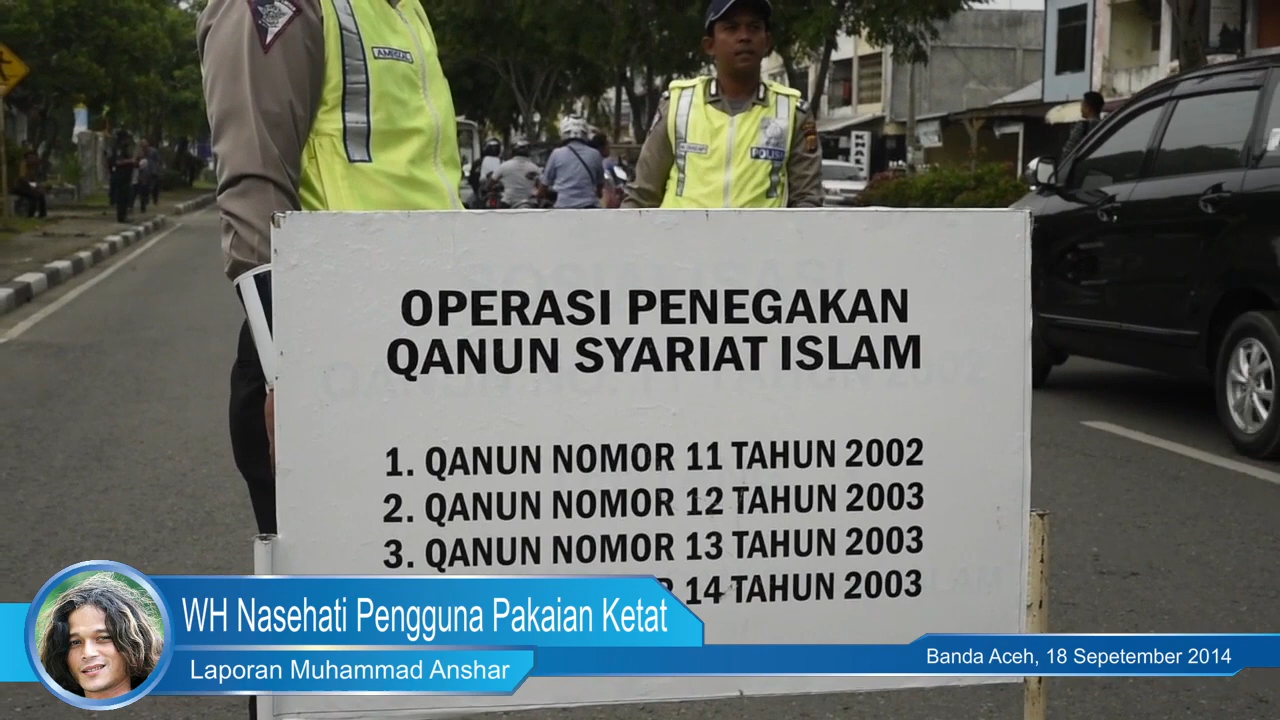 AMRIZAL
POLISI
KHAL
OPERASI PENEGAKAN
QANUN SYARIAT ISLAM
1. QANUN NOMOR 11 TAHUN 2002
2. QANUN NOMOR 12 TAHUN 2003
3. QANUN NOMOR 13 TAHUN 2003
14 TAHUN 2003
WH Nasehati Pengguna Pakaian Ketat
Laporan Muhammad Anshar
Banda Aceh, 18 Sepetember 2014